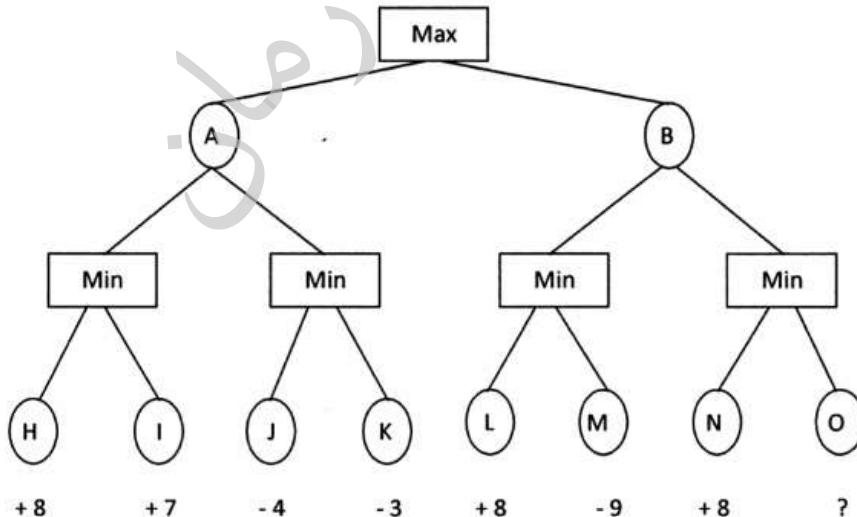 Max
A B
Min Min Min Min
H I J K L M N O
+8 +7 -4 -3 +8 -9 +8 ?